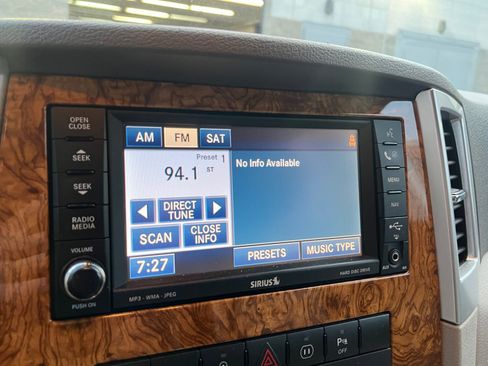 OPEN
CLOSE
SEEK
SEEK
RADIO
MEDIA
VOLUME
PUSH ON
AM FM SAT
Preset 1
94.1 ST
DIRECT
TUNE
SCAN
CLOSE
INFO
7:27
No Info Available
PRESETS
MUSIC TYPE
MENU
NAV
AUX
MP3 - WMA - JPEG
SIRIUS
HARD DISC DRIVE
P
OFF